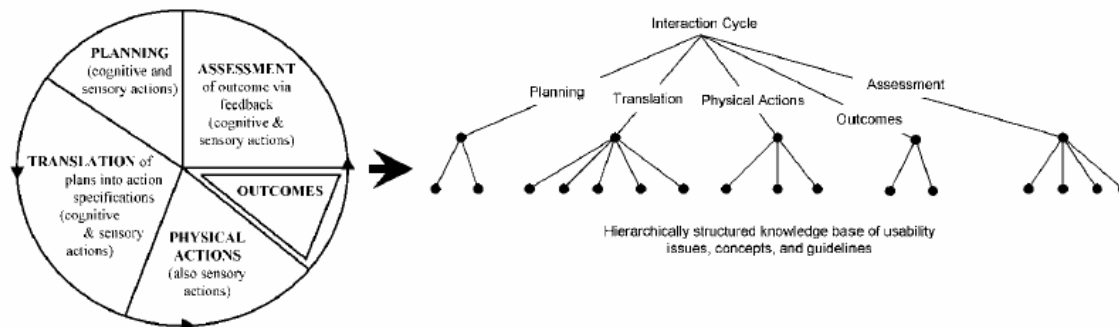 PLANNING
(cognitive and
sensory actions)
ASSESSMENT
of outcome via
feedback
(cognitive &
sensory actions)
TRANSLATION of
plans into action
specifications
(cognitive
& sensory
actions)
OUTCOMES
PHYSICAL
ACTIONS
(also sensory
actions)
Interaction Cycle
Planning
Translation
Physical Actions
Outcomes
Assessment
Hierarchically structured knowledge base of usability
issues, concepts, and guidelines